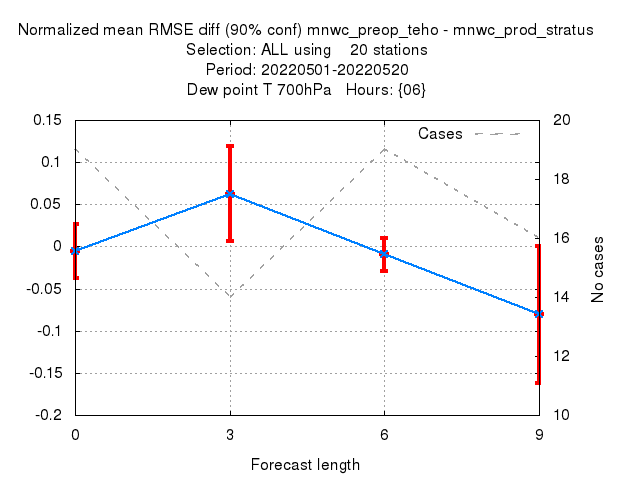 Normalized mean RMSE diff (90% conf) mnwc_preop_teho - mnwc_prod_stratus
Selection: ALL using    20 stations
Period: 20220501-20220520
Dew point T 700hPa   Hours: {06}
Cases
0.15
0.1
0.05
0
-0.05
-0.1
-0.15
-0.2
20
18
16
14
12
10
No cases
0 3 6 9
Forecast length